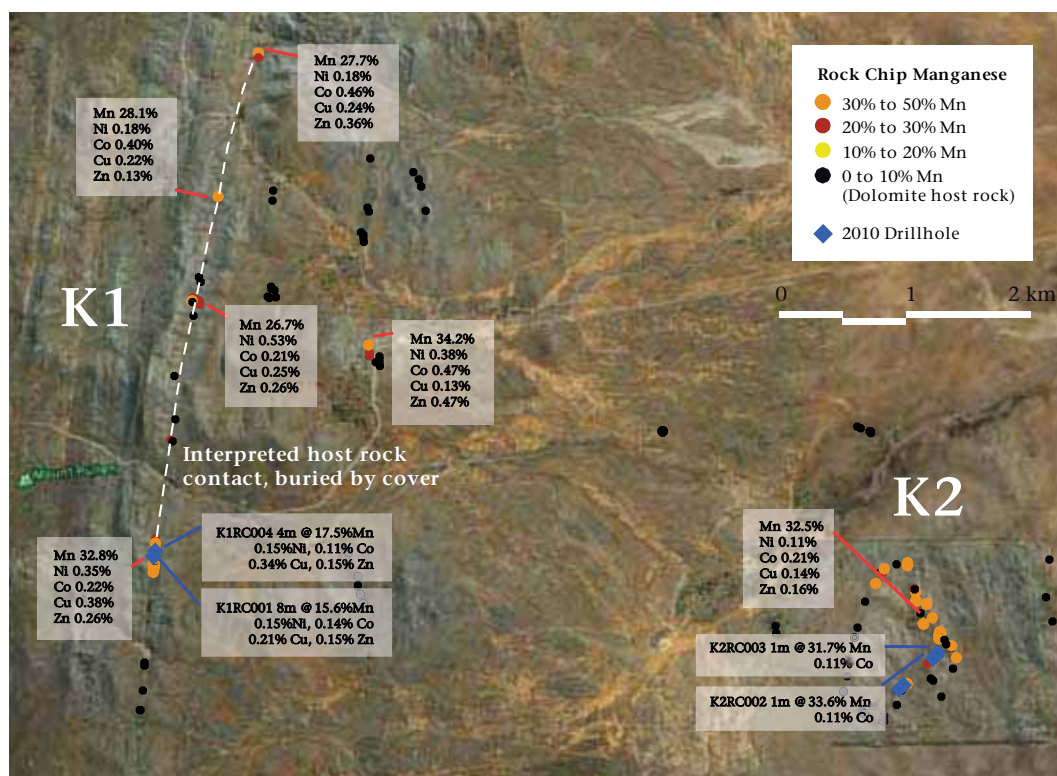 Mn 27.7%
Ni 0.18%
Co 0.46%
Cu 0.24%
Zn 0.36%
Rock Chip Manganese
30% to 50% Mn
20% to 30% Mn
10% to 20% Mn
0 to 10% Mn
(Dolomite host rock)
2010 Drillhole
Mn 28.1%
Ni 0.18%
Co 0.40%
Cu 0.22%
Zn 0.13%
0 1 2 km
K1
Mn 26.7%
Ni 0.53%
Co 0.21%
Cu 0.25%
Zn 0.26%
Mn 34.2%
Ni 0.38%
Co 0.47%
Cu 0.13%
Zn 0.47%
Interpreted host rock
contact, buried by cover
K2
Mn 32.8%
Ni 0.35%
Co 0.22%
Cu 0.38%
Zn 0.26%
K1RC004 4m @ 17.5%Mn
0.15%Ni, 0.11% Co
0.34% Cu, 0.15% Zn
K1RC001 8m @ 15.6%Mn
0.15%Ni, 0.14% Co
0.21% Cu, 0.15% Zn
Mn 32.5%
Ni 0.11%
Co 0.21%
Cu 0.14%
Zn 0.16%
K2RC003 1m @ 31.7% Mn
0.11% Co
K2RC002 1m @ 33.6% Mn
0.11% Co